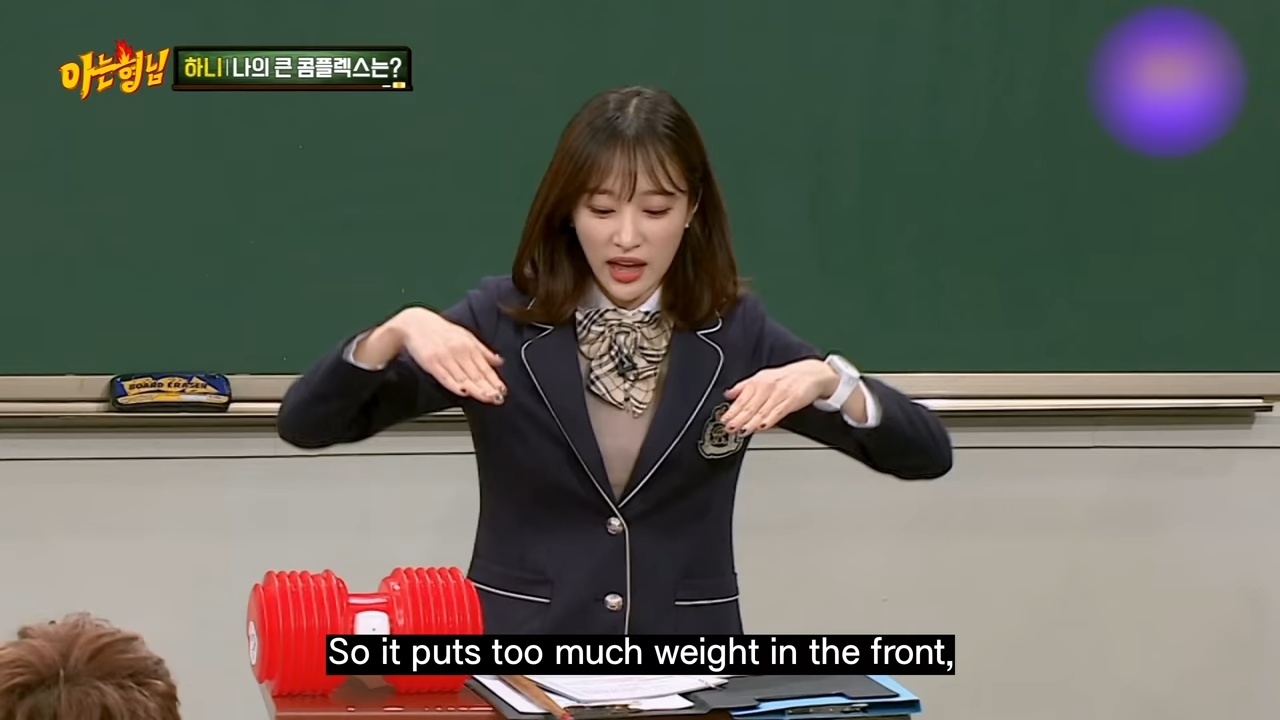 아는형님
하니 나의 큰 콤플렉스는?
BOARD ERASER
So it puts too much weight in the front,